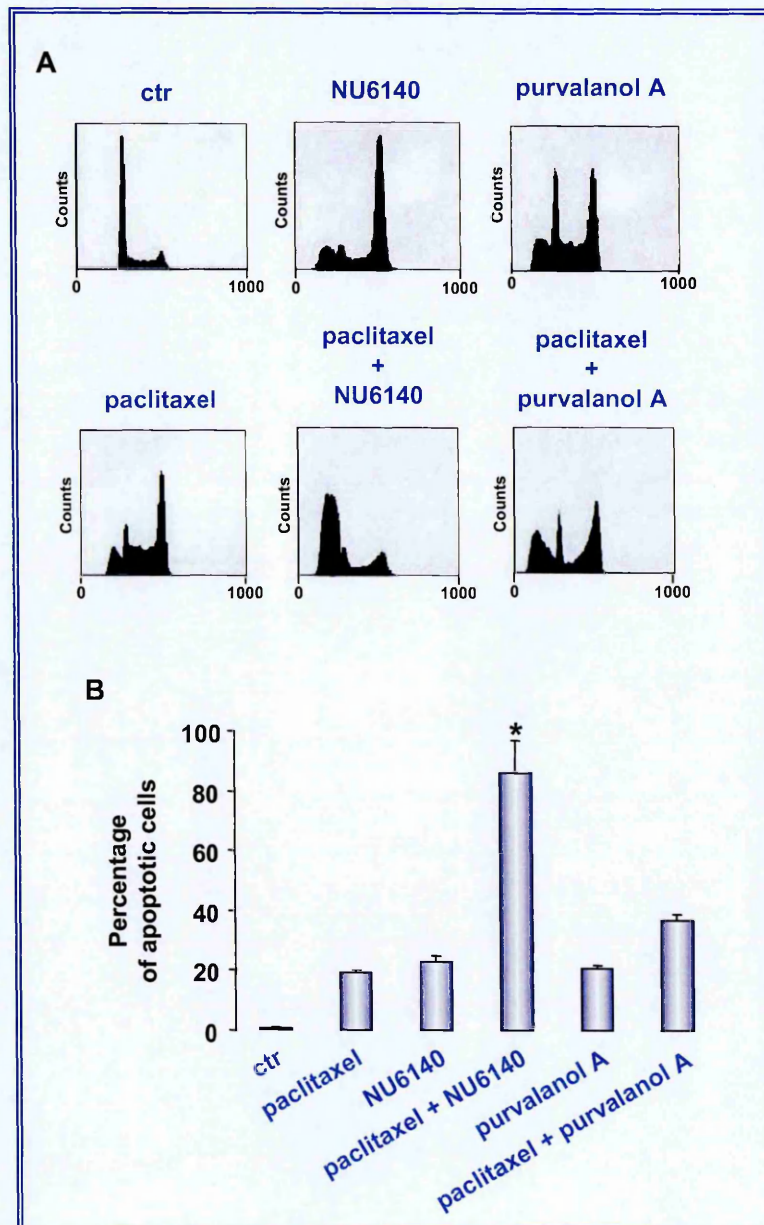 A
ctr
NU6140
purvalanol A
Counts
0
1000
Counts
0
1000
Counts
0
1000
paclitaxel
paclitaxel
+
NU6140
paclitaxel
+
purvalanol A
Counts
0
1000
Counts
0
1000
Counts
0
1000
B
Percentage
of apoptotic cells
100
80
60
40
20
0
*
ctr
paclitaxel
NU6140
paclitaxel + NU6140
purvalanol A
paclitaxel + purvalanol A